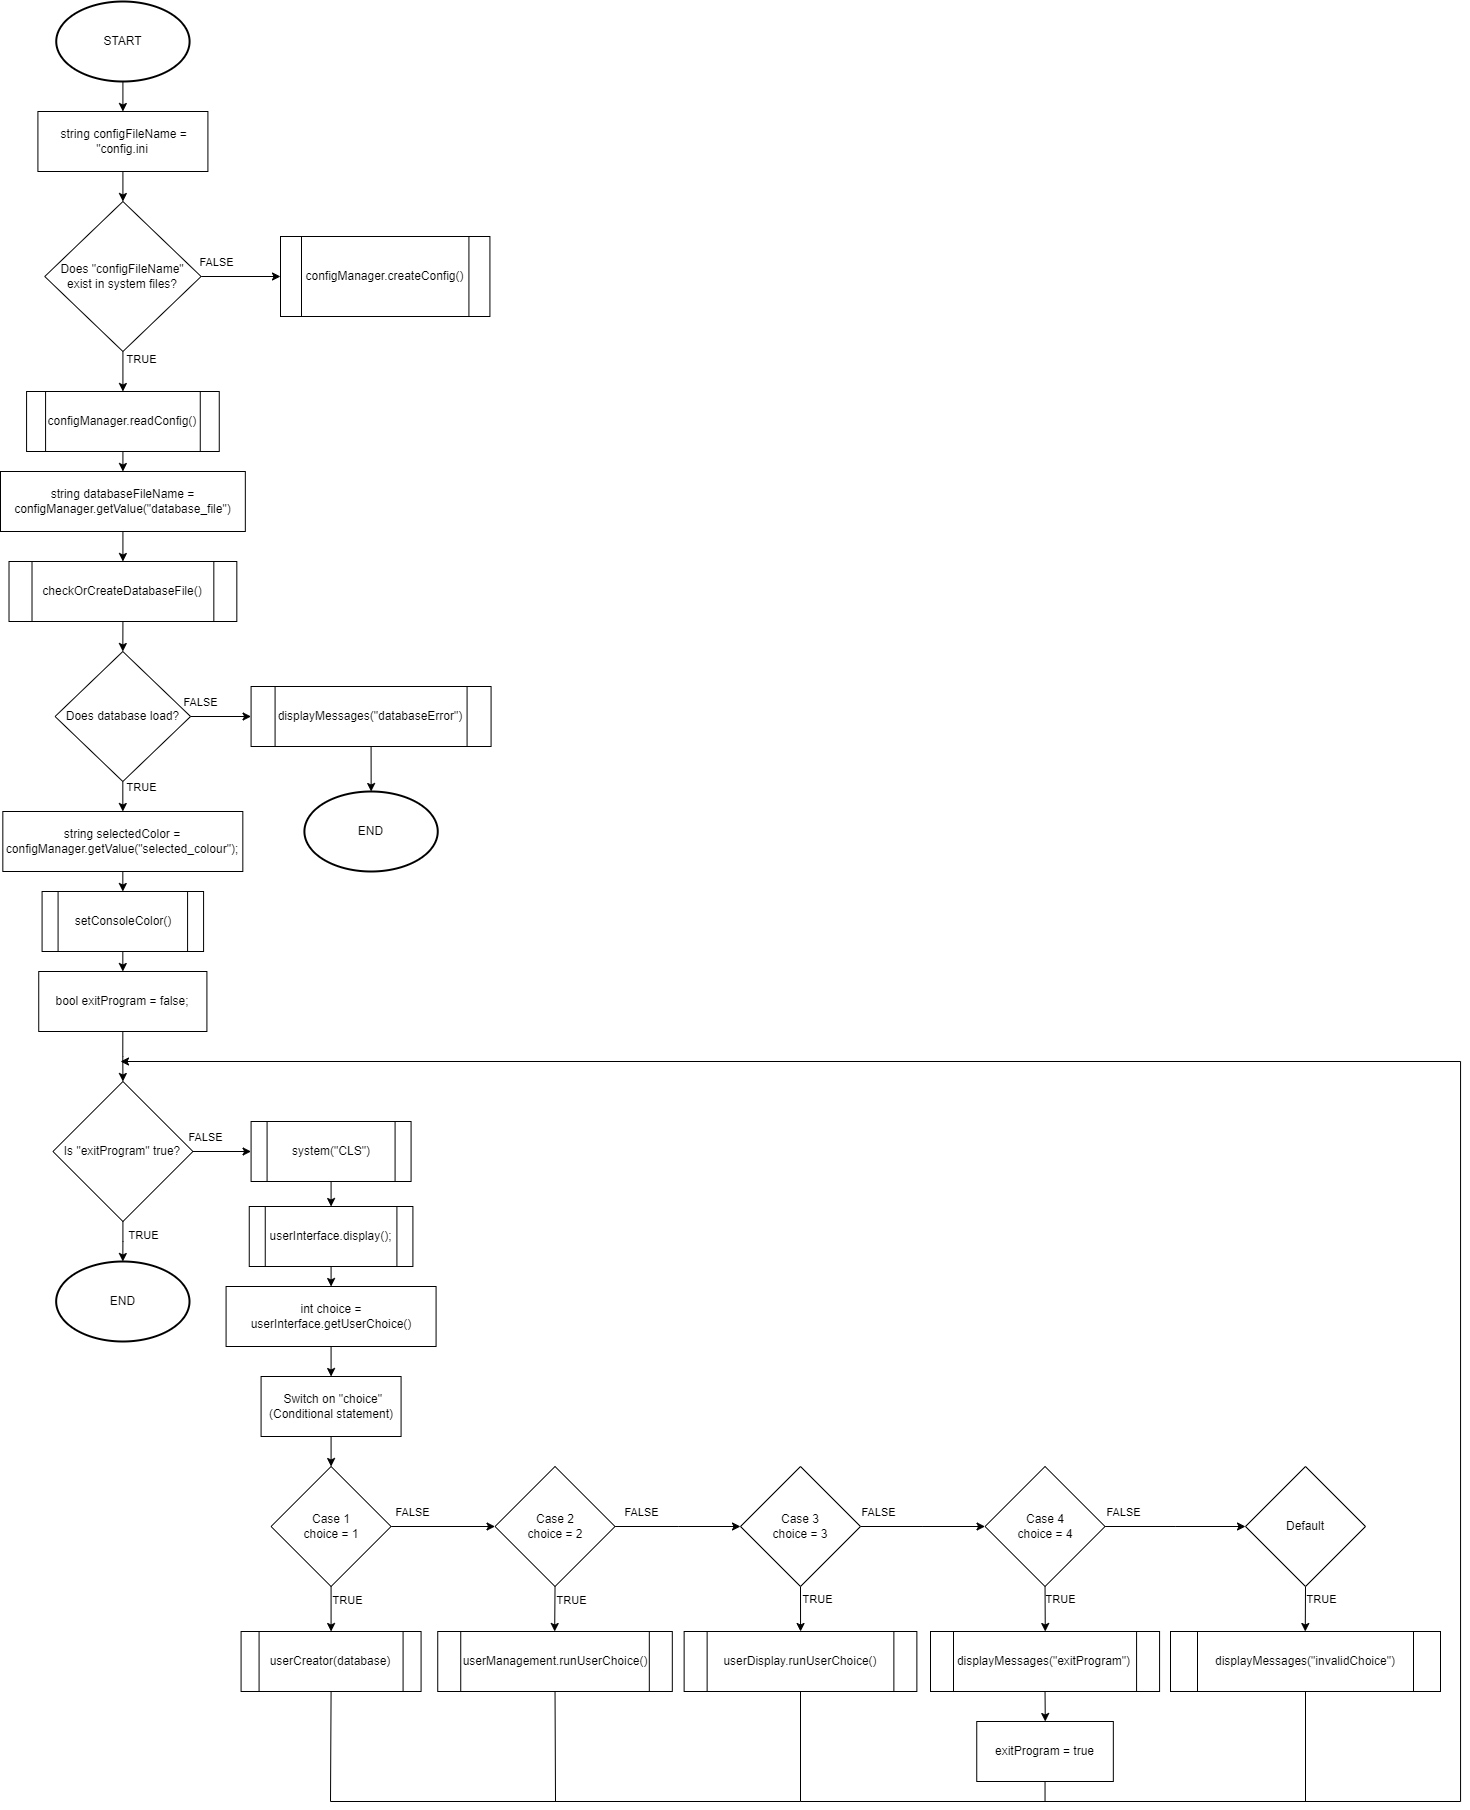 START
string configFileName =
"config.ini
Does "configFileName"
exist in system files?
FALSE
configManager.createConfig()
TRUE
configManager.readConfig()
string databaseFileName =
configManager.getValue("database_file")
checkOrCreateDatabaseFile()
Does database load?
FALSE
displayMessages("databaseError")
END
TRUE
string selectedColor =
configManager.getValue("selected_colour");
setConsoleColor()
bool exitProgram = false;
Is "exitProgram" true?
FALSE
system("CLS")
TRUE
END
userInterface.display();
int choice =
userInterface.getUserChoice()
Switch on "choice"
(Conditional statement)
Case 1
choice = 1
FALSE
Case 2
choice = 2
FALSE
Case 3
choice = 3
FALSE
Case 4
choice = 4
FALSE
Default
TRUE
TRUE
TRUE
TRUE
TRUE
userCreator(database)
userManagement.runUserChoice()
userDisplay.runUserChoice()
displayMessages("exitProgram")
displayMessages("invalidChoice")
exitProgram = true